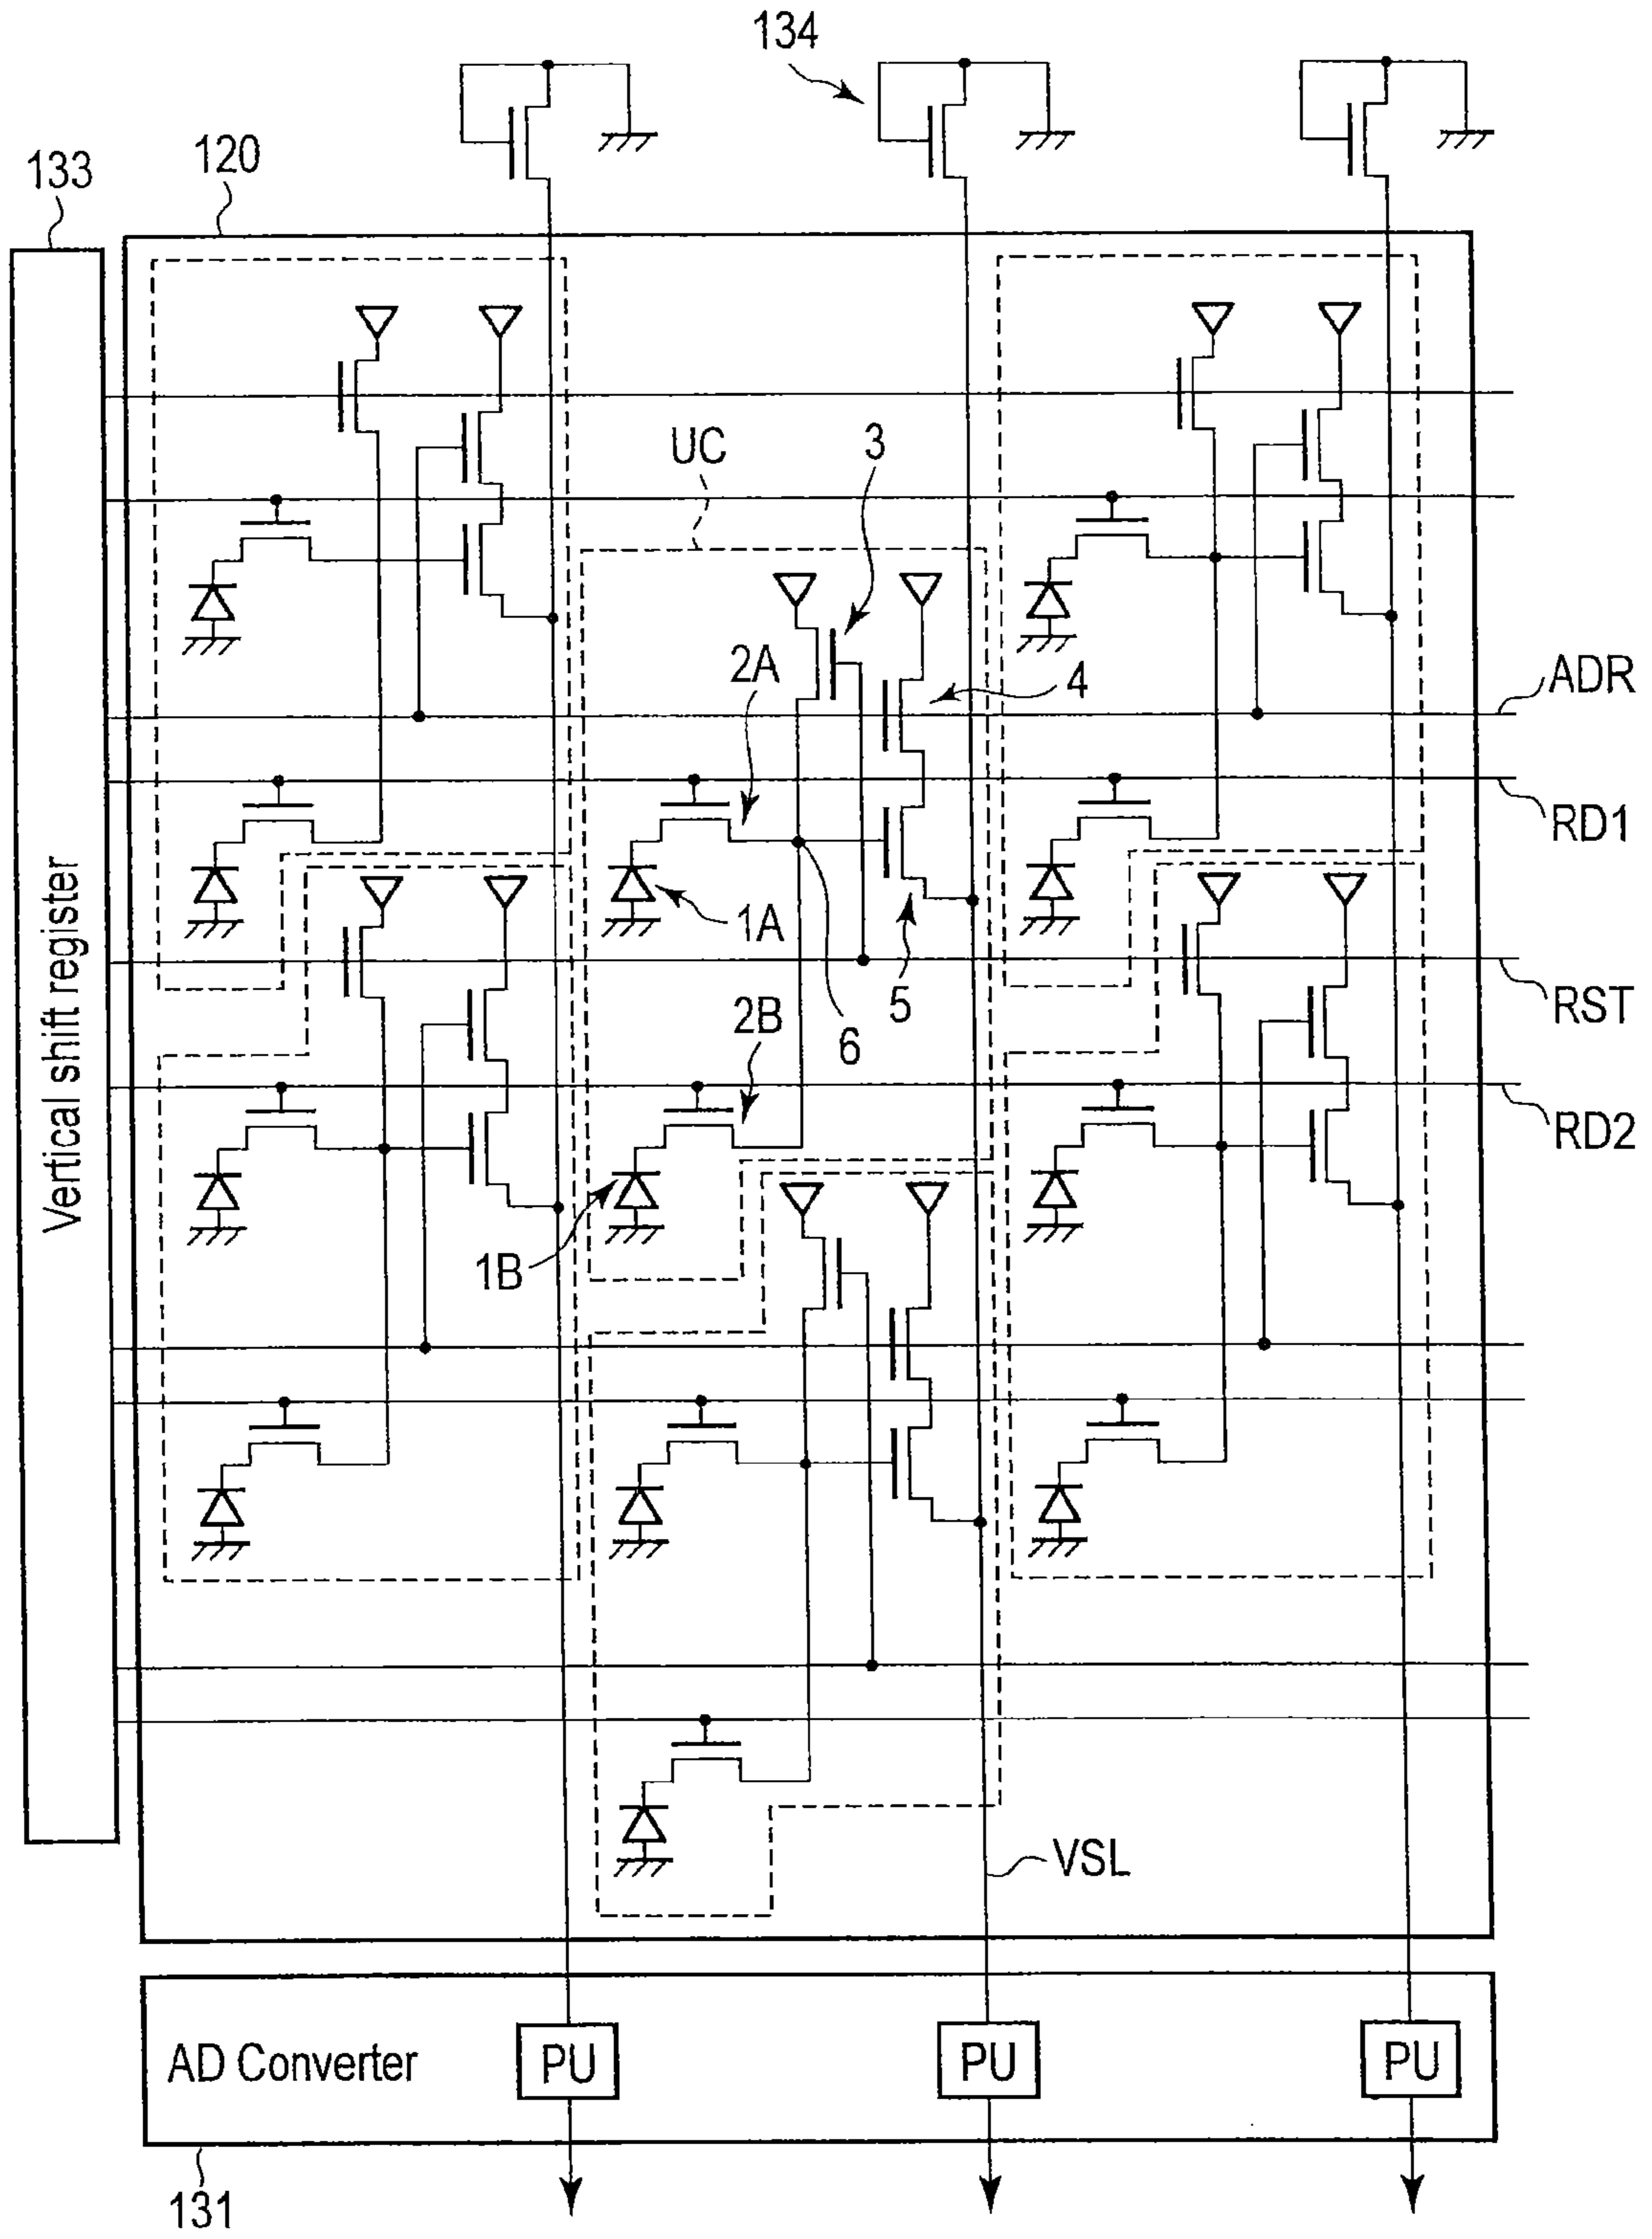 134
120
133
UC
3
2A
4
ADR
RD1
1A
5
RST
6
2B
RD2
1B
Vertical shift register
VSL
AD Converter
PU
PU
PU
131